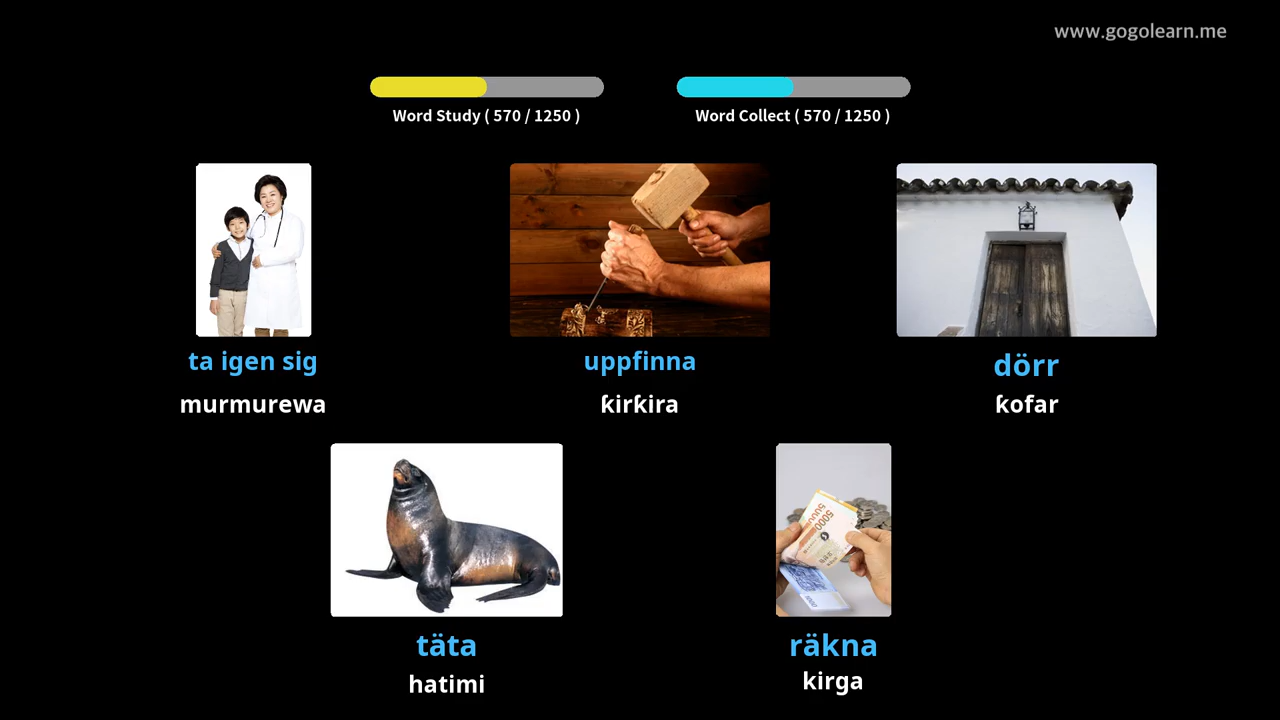 www.gogolearn.me
Word Study ( 570 / 1250 )
Word Collect ( 570 / 1250 )
ta igen sig
murmurewa
uppfinna
ƙirƙira
dörr
ƙofar
täta
hatimi
räkna
kirga
5000